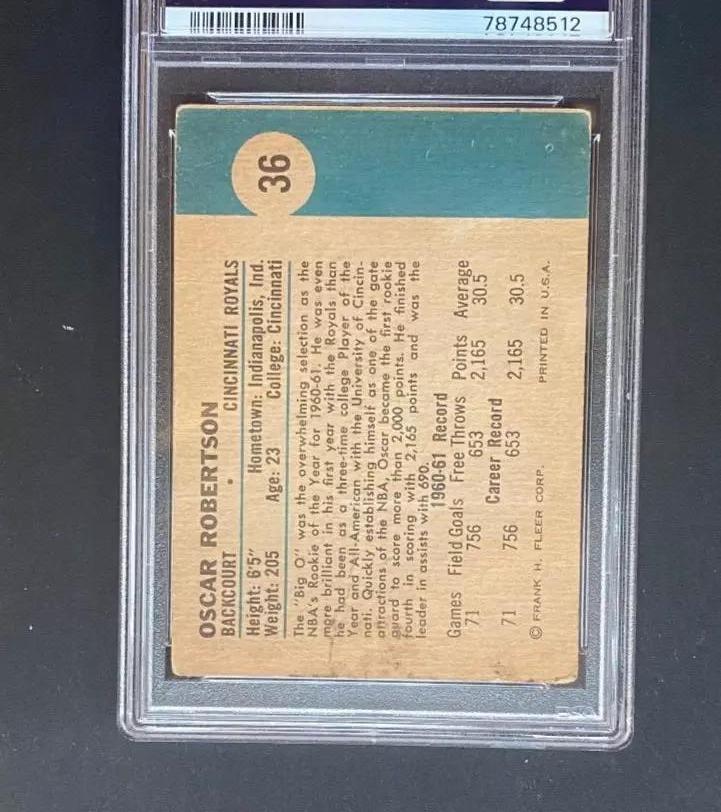 78748512
36
OSCAR ROBERTSON
BACKCOURT • CINCINNATI ROYALS
Height: 6'5" Hometown: Indianapolis, Ind.
Weight: 205 Age: 23 College: Cincinnati
The "Big O" was the overwhelming selection as the
NBA's Rookie of the Year for 1960-61. He was even
more brilliant in his first year with the Royals than
he had been as a three-time college Player of the
Year and All-American with the University of Cincin-
nati. Quickly establishing himself as one of the gate
attractions of the NBA, Oscar became the first rookie
guard to score more than 2,000 points. He finished
fourth in scoring with 2,165 points and was the
leader in assists with 690.
1960-61 Record
Games Field Goals Free Throws Points Average
71 756 653 2,165 30.5
Career Record
71 756 653 2,165 30.5
© FRANK H. FLEER CORP. PRINTED IN U.S.A.